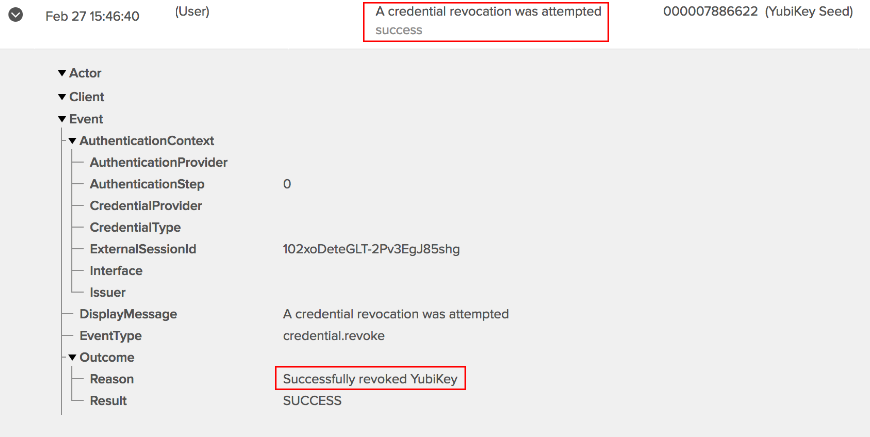 Feb 27 15:46:40 (User) A credential revocation was attempted 000007886622 (YubiKey Seed)
success
Actor
Client
Event
AuthenticationContext
AuthenticationProvider
AuthenticationStep 0
CredentialProvider
CredentialType
ExternalSessionId 102xoDeteGLT-2Pv3EgJ85shg
Interface
Issuer
DisplayMessage A credential revocation was attempted
EventType credential.revoke
Outcome
Reason Successfully revoked YubiKey
Result SUCCESS